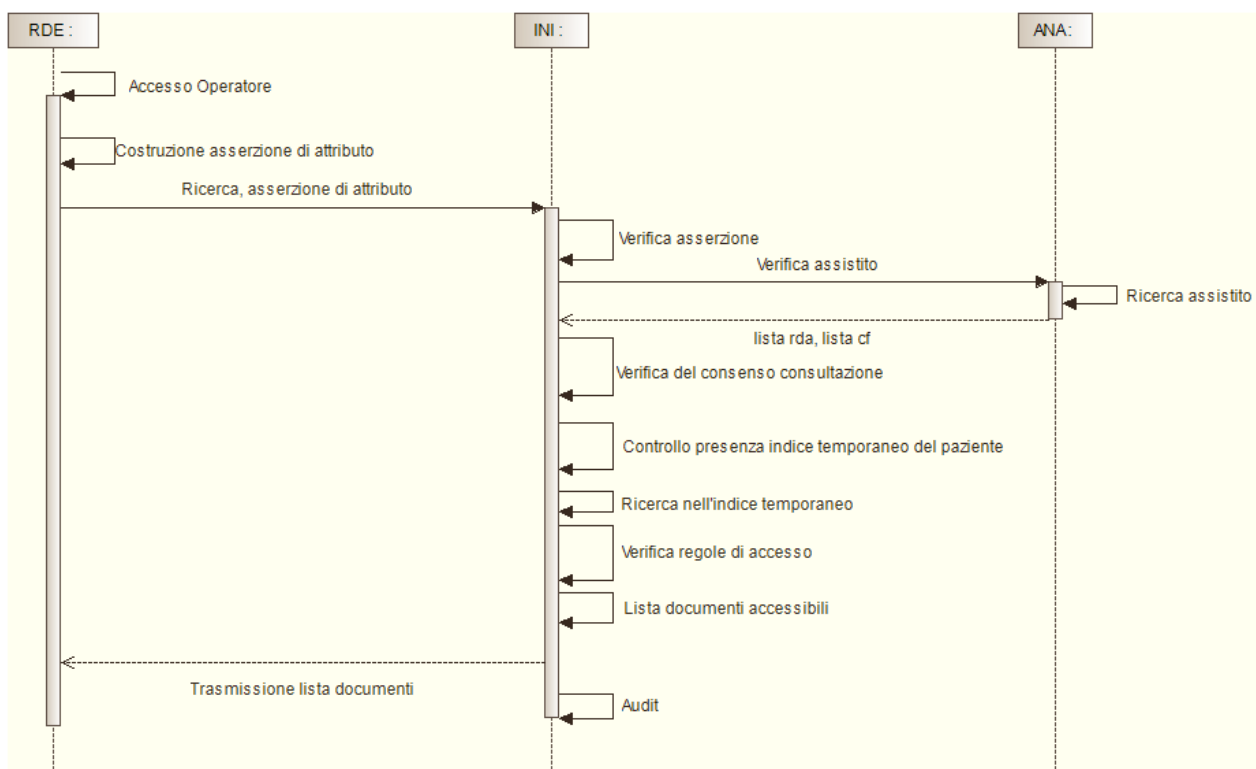 RDE :
INI :
ANA:
Accesso Operatore
Costruzione asserzione di attributo
Ricerca, asserzione di attributo
Verifica asserzione
Verifica assistito
Ricerca assistito
lista rda, lista cf
Verifica del consenso consultazione
Controllo presenza indice temporaneo del paziente
Ricerca nell'indice temporaneo
Verifica regole di accesso
Lista documenti accessibili
Trasmissione lista documenti
Audit